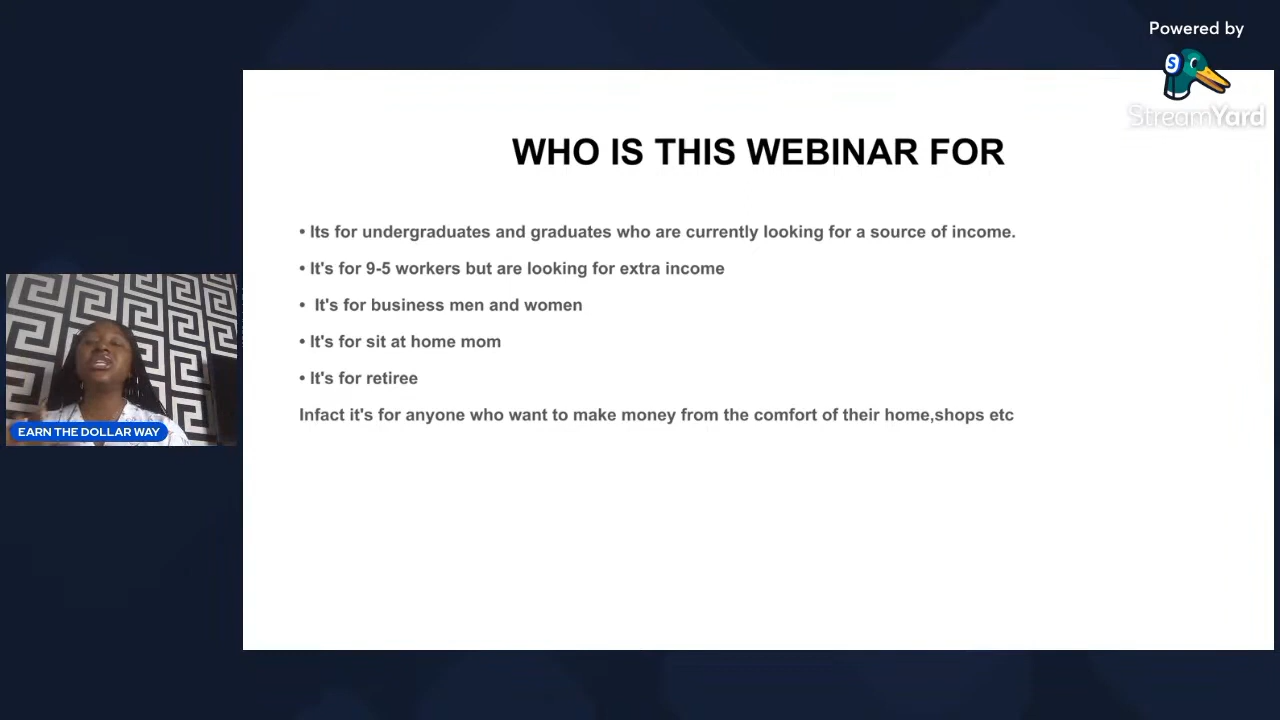 Powered by
S
StreamYard
WHO IS THIS WEBINAR FOR
• Its for undergraduates and graduates who are currently looking for a source of income.
• It's for 9-5 workers but are looking for extra income
• It's for business men and women
• It's for sit at home mom
• It's for retiree
Infact it's for anyone who want to make money from the comfort of their home,shops etc
EARN THE DOLLAR WAY